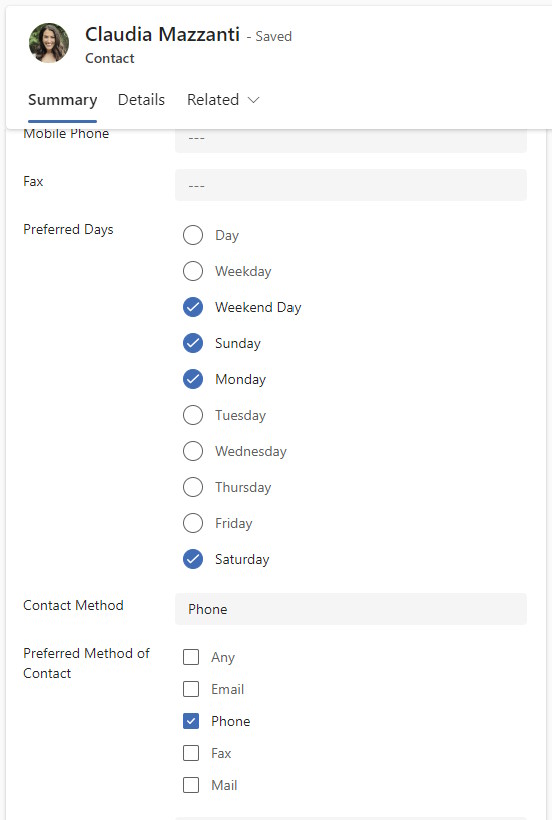 Claudia Mazzanti - Saved
Contact
Summary Details Related
Mobile Phone
---
Fax
---
Preferred Days
Day
Weekday
Weekend Day
Sunday
Monday
Tuesday
Wednesday
Thursday
Friday
Saturday
Contact Method
Phone
Preferred Method of
Contact
Any
Email
Phone
Fax
Mail